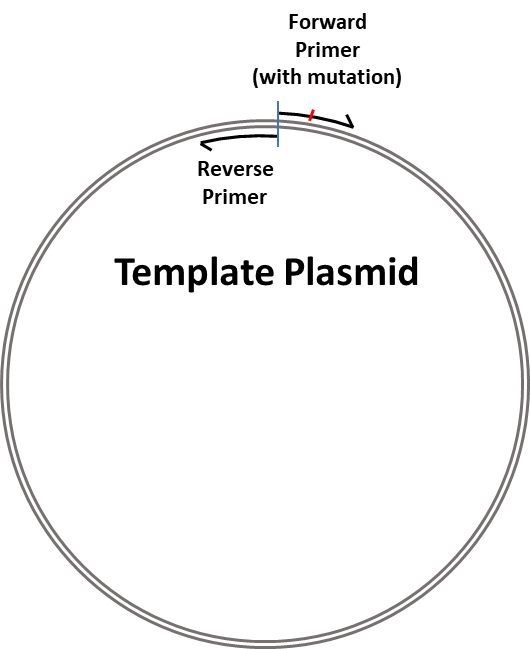 Forward
Primer
(with mutation)
Reverse
Primer
Template Plasmid